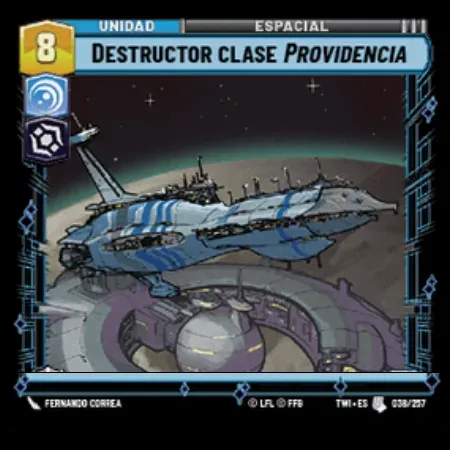 UNIDAD
ESPACIAL
8
DESTRUCTOR CLASE PROVIDENCIA
FERNANDO CORREA
© LFL © FFG
TWI • ES
038/257